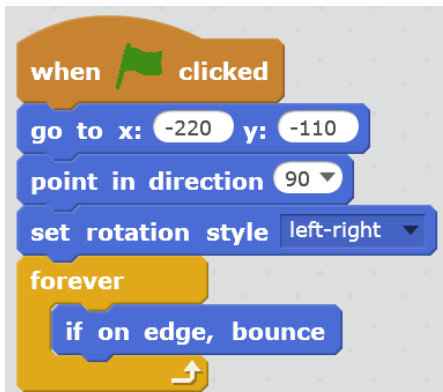 when clicked
go to x: -220 y: -110
point in direction 90
set rotation style left-right
forever
if on edge, bounce